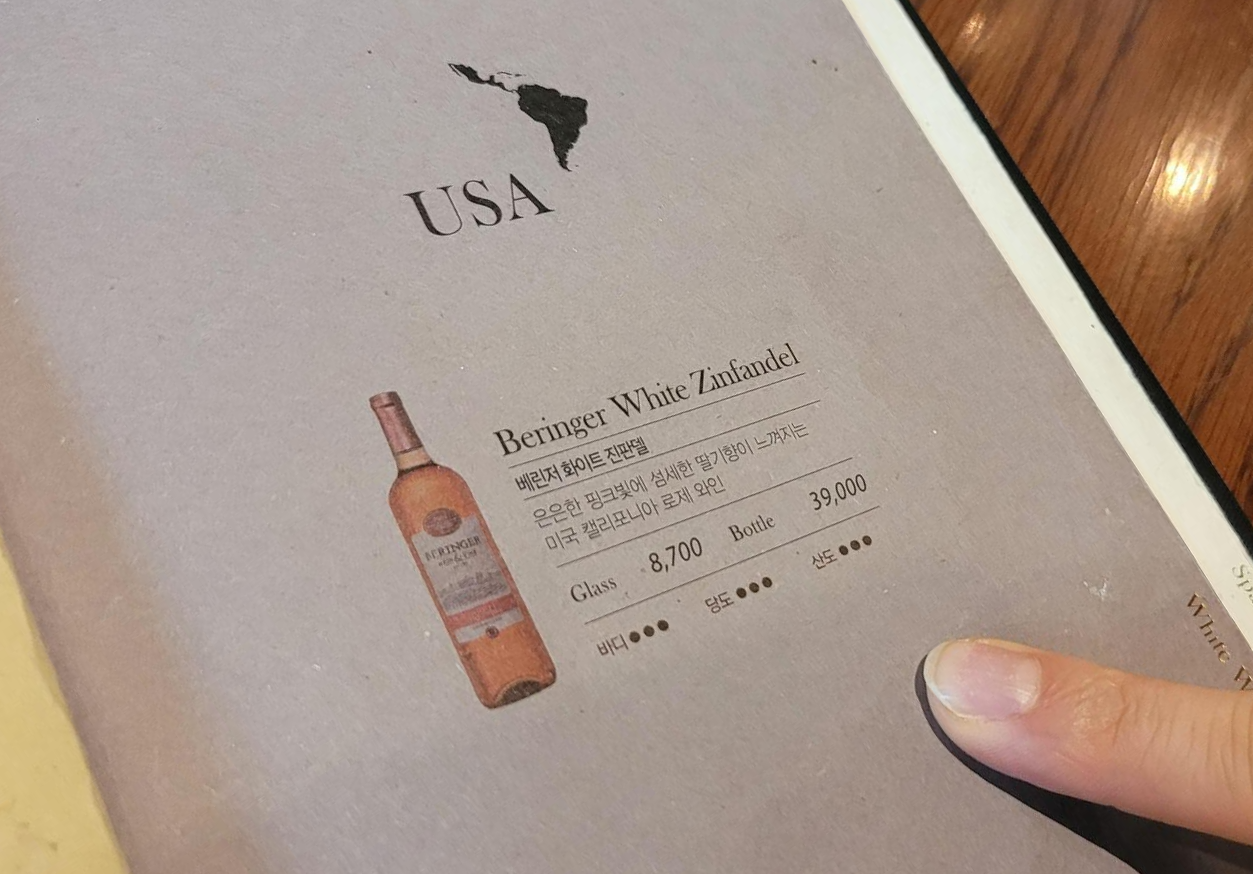 USA
Beringer White Zinfandel
베린저 화이트 진판델
은은한 핑크빛에 섬세한 딸기향이 느껴지는
미국 캘리포니아 로제 와인
Glass 8,700 Bottle 39,000
바디●●● 당도●●● 산도●●●
BERINGER
White